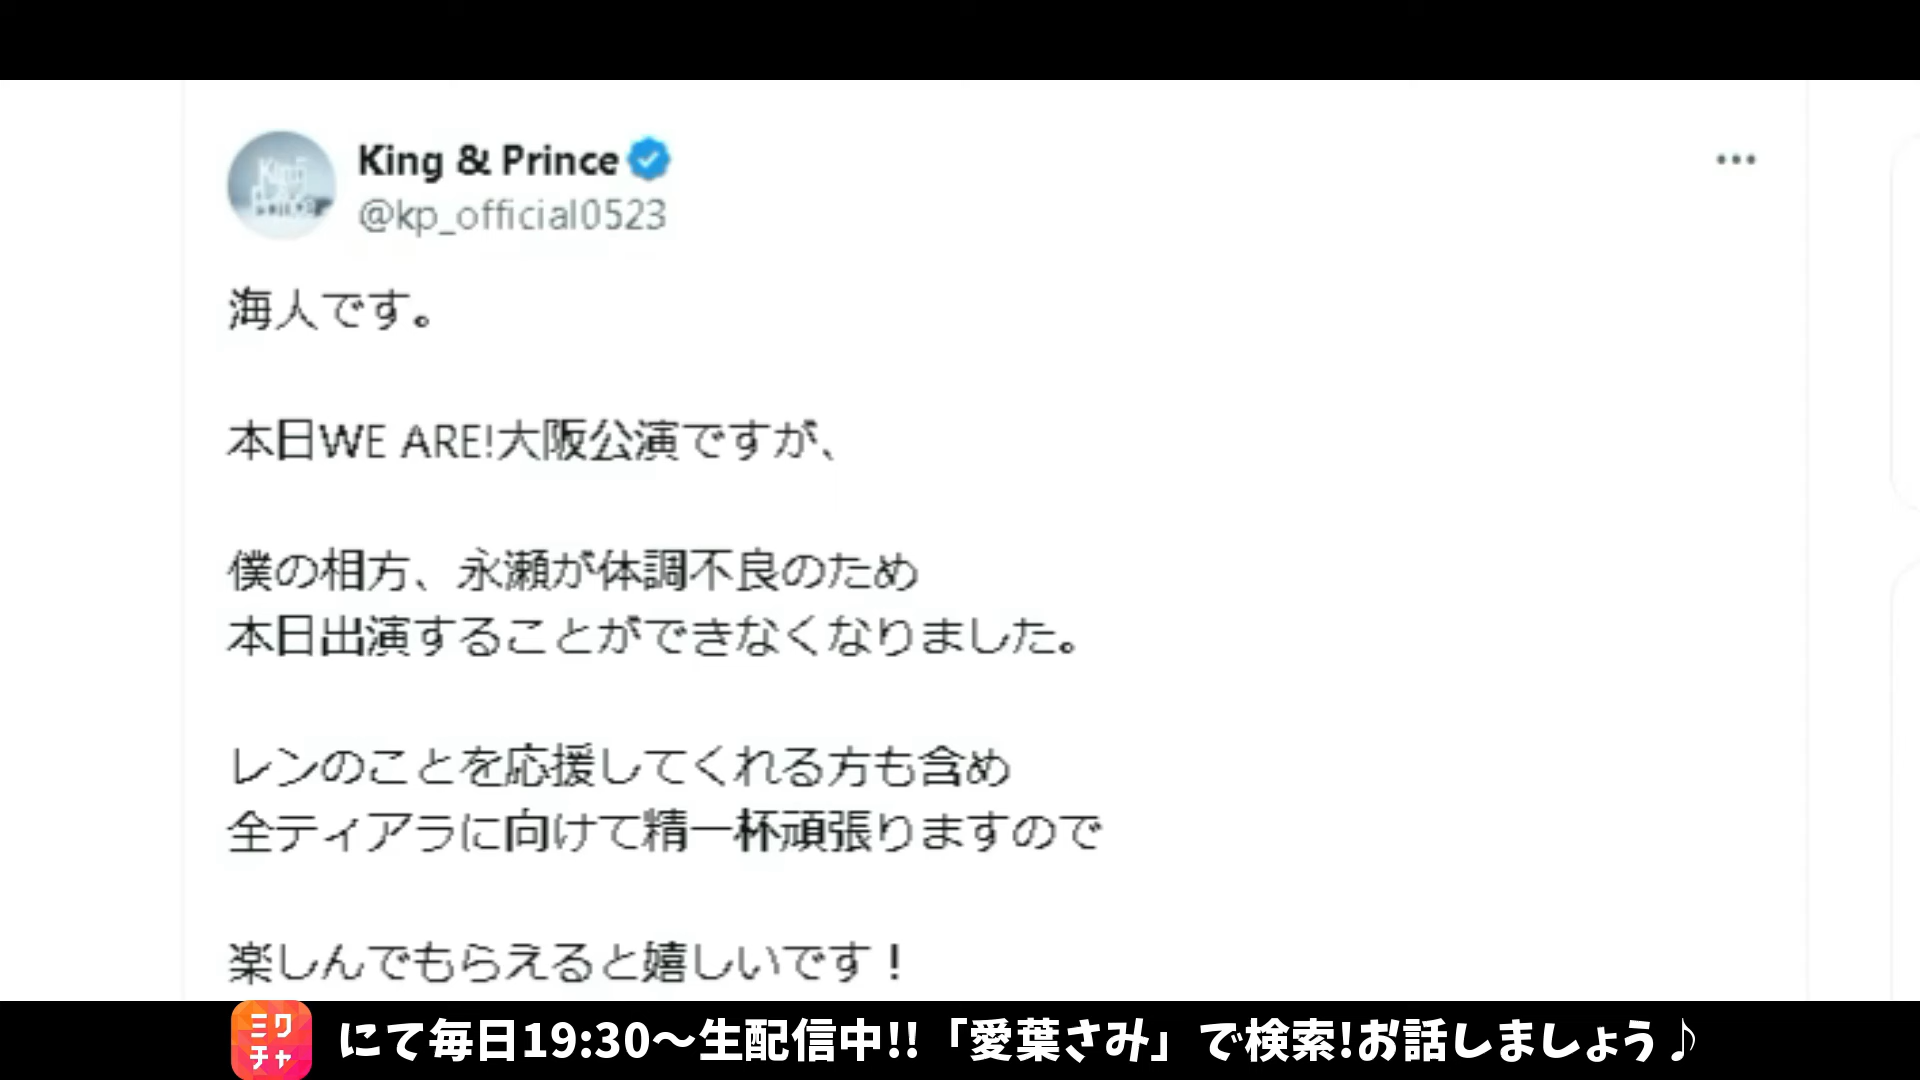 King & Prince
@kp_official0523
海人です。
本日WE ARE!大阪公演ですが、
僕の相方、永瀬が体調不良のため
本日出演することができなくなりました。
レンのことを応援してくれる方も含め
全ティアラに向けて精一杯頑張りますので
楽しんでもらえると嬉しいです！
ミクチャ にて毎日19:30〜生配信中!!「愛葉さみ」で検索!お話しましょう♪